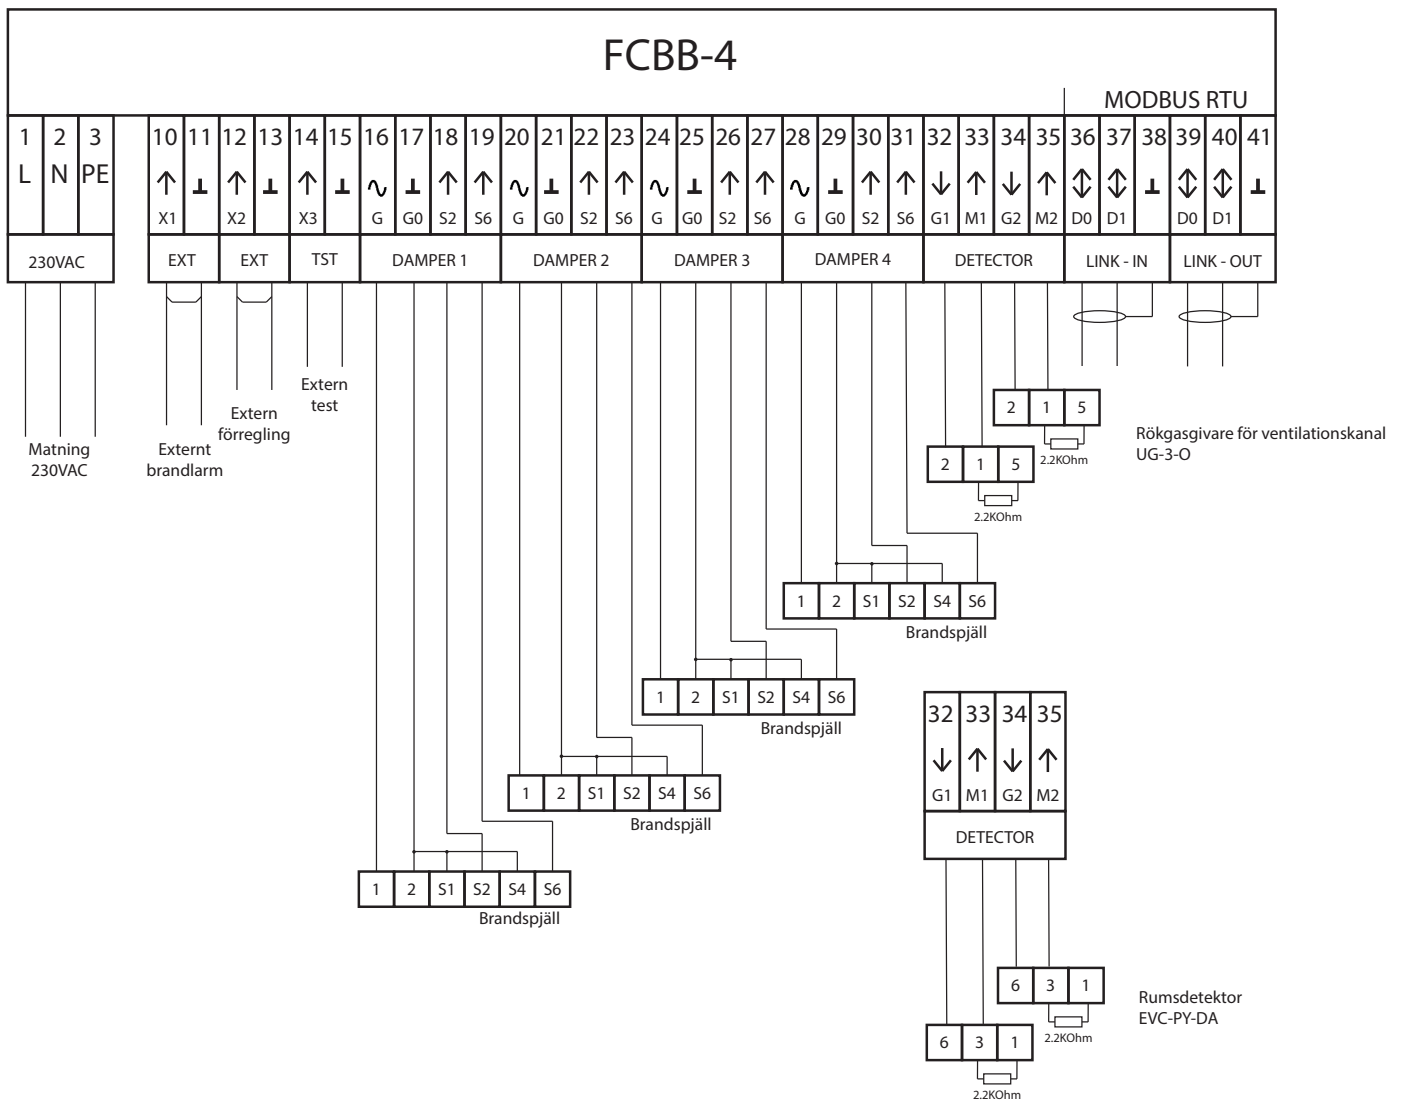 FCBB-4
MODBUS RTU
1 2 3 10 11 12 13 14 15 16 17 18 19 20 21 22 23 24 25 26 27 28 29 30 31 32 33 34 35 36 37 38 39 40 41
L N PE
X1 X2 X3 G G0 S2 S6 G G0 S2 S6 G G0 S2 S6 G G0 S2 S6 G1 M1 G2 M2 D0 D1 D0 D1
230VAC EXT EXT TST DAMPER 1 DAMPER 2 DAMPER 3 DAMPER 4 DETECTOR LINK - IN LINK - OUT
Extern
test
Extern
förregling
Matning
230VAC
Externt
brandlarm
2 1 5
2.2KOhm
Rökgasgivare för ventilationskanal
UG-3-O
2 1 5
2.2KOhm
1 2 S1 S2 S4 S6
Brandspjäll
1 2 S1 S2 S4 S6
Brandspjäll
1 2 S1 S2 S4 S6
Brandspjäll
1 2 S1 S2 S4 S6
Brandspjäll
32 33 34 35
G1 M1 G2 M2
DETECTOR
6 3 1
2.2KOhm
Rumsdetektor
EVC-PY-DA
6 3 1
2.2KOhm